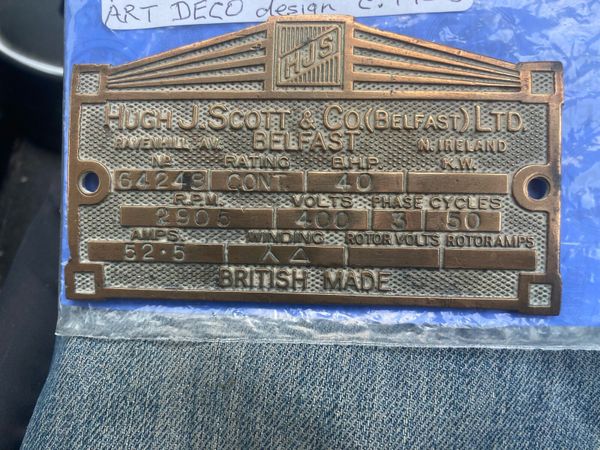 ART DECO design c.
HJS
HUGH J. SCOTT & CO. (BELFAST) LTD.
RAVENHILL AV. BELFAST N. IRELAND
No. RATING B.H.P. K.W.
64248 CONT. 40
R.P.M. VOLTS PHASE CYCLES
2905 400 3 50
AMPS WINDING ROTOR VOLTS ROTOR AMPS
52.5 人 △
BRITISH MADE